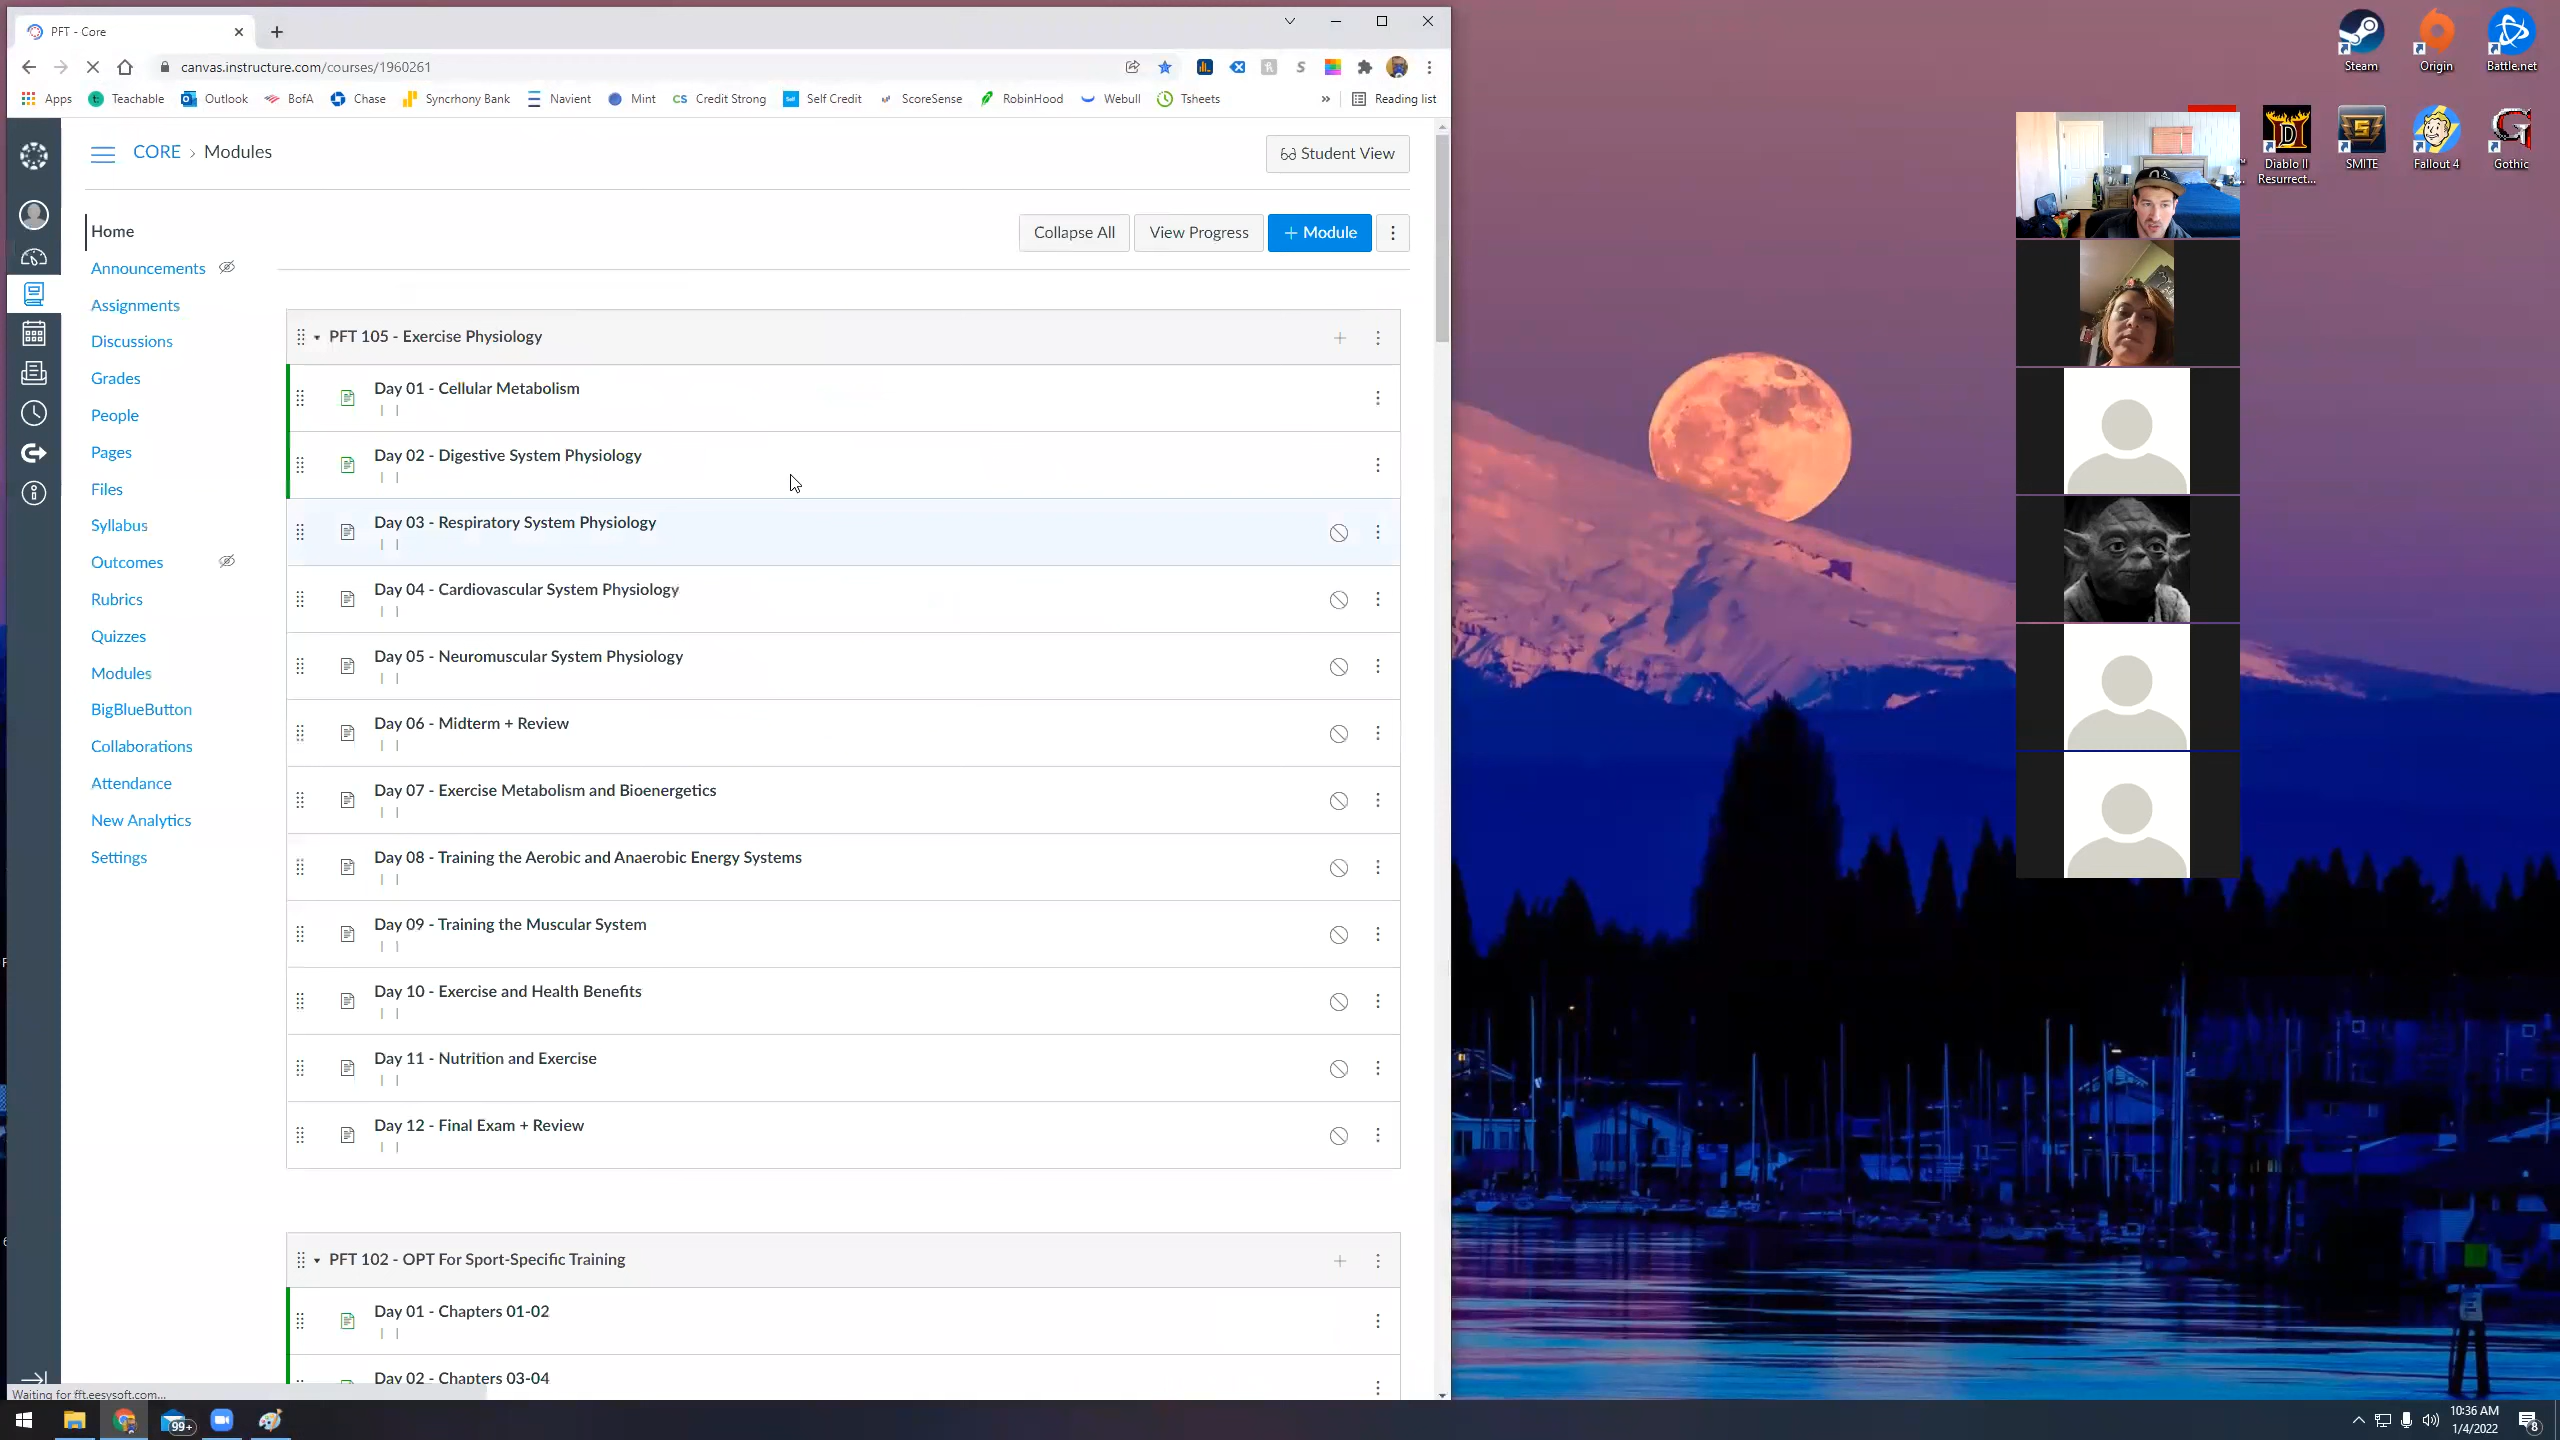 PFT - Core
canvas.instructure.com/courses/1960261
Apps Teachable Outlook BofA Chase Syncrhony Bank Navient Mint CS Credit Strong Self Credit ScoreSense RobinHood Webull Tsheets » Reading list
CORE › Modules
Student View
Home
Announcements
Assignments
Discussions
Grades
People
Pages
Files
Syllabus
Outcomes
Rubrics
Quizzes
Modules
BigBlueButton
Collaborations
Attendance
New Analytics
Settings
Collapse All View Progress + Module
PFT 105 - Exercise Physiology
Day 01 - Cellular Metabolism
Day 02 - Digestive System Physiology
Day 03 - Respiratory System Physiology
Day 04 - Cardiovascular System Physiology
Day 05 - Neuromuscular System Physiology
Day 06 - Midterm + Review
Day 07 - Exercise Metabolism and Bioenergetics
Day 08 - Training the Aerobic and Anaerobic Energy Systems
Day 09 - Training the Muscular System
Day 10 - Exercise and Health Benefits
Day 11 - Nutrition and Exercise
Day 12 - Final Exam + Review
PFT 102 - OPT For Sport-Specific Training
Day 01 - Chapters 01-02
Day 02 - Chapters 03-04
Waiting for fft.eesysoft.com...
Steam Origin Battle.net
Diablo II
Resurrect... SMITE Fallout 4 Gothic
99+
10:36 AM
1/4/2022
8